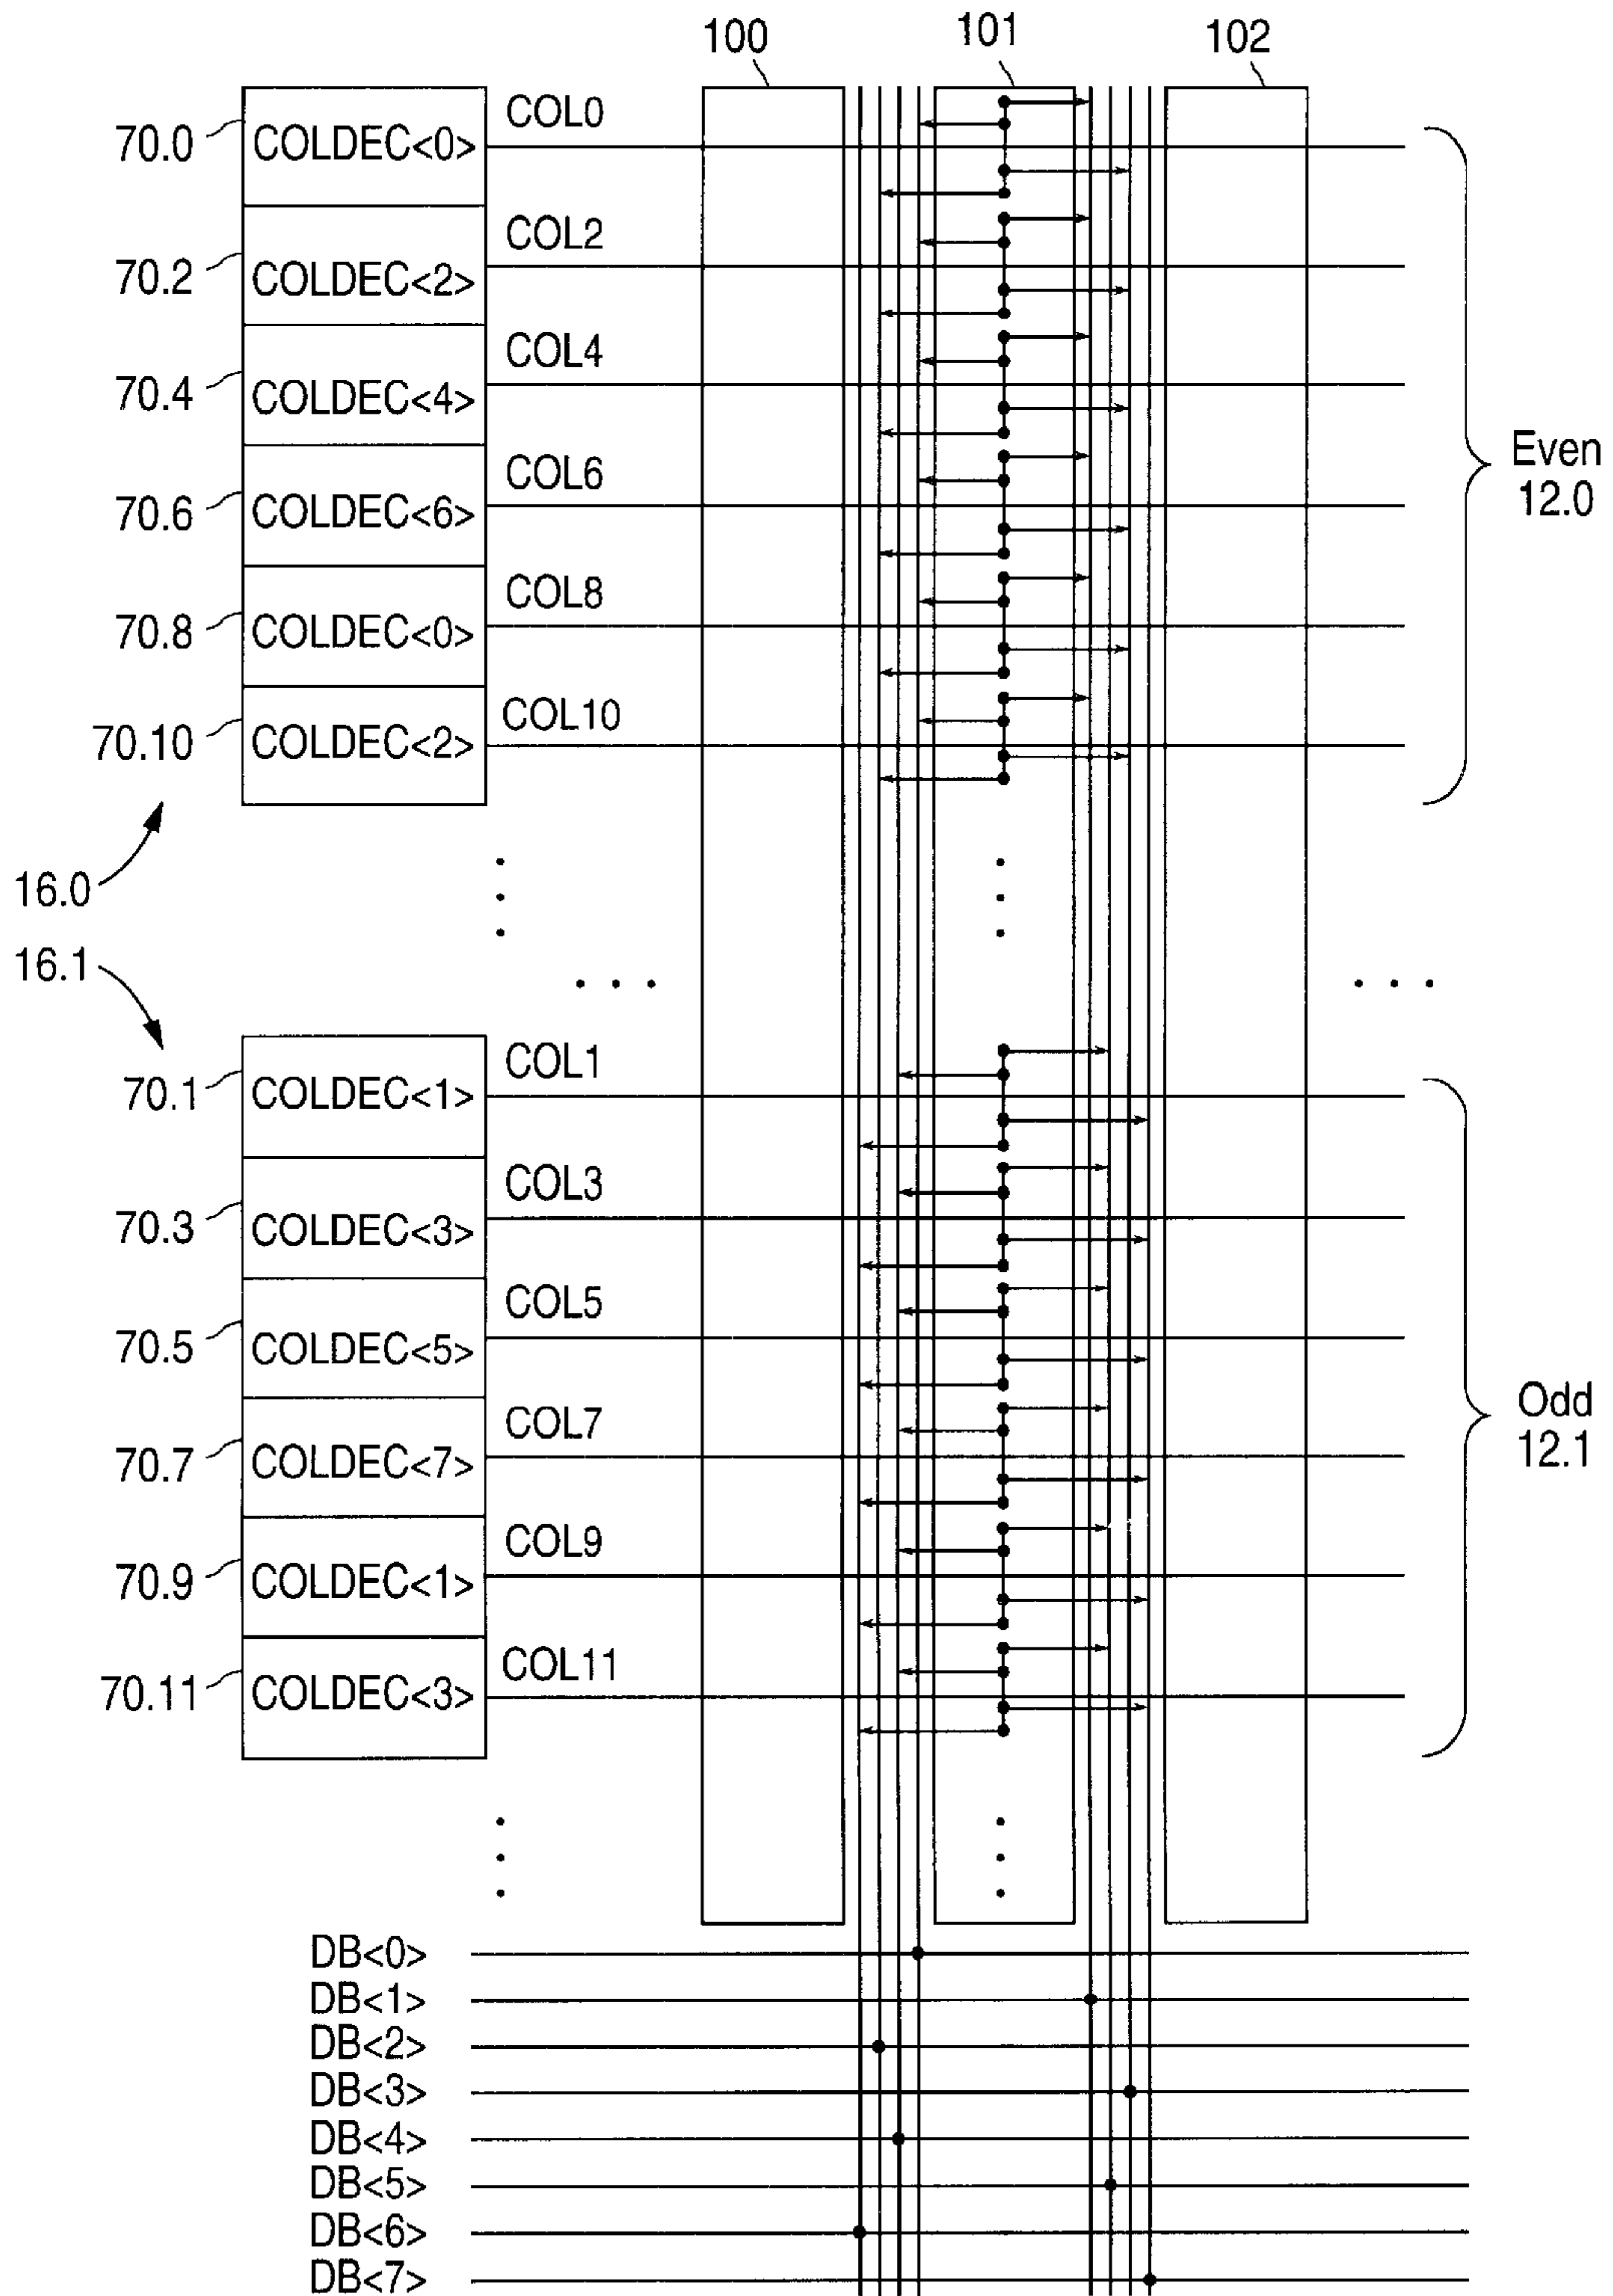 100 101 102
COL0
70.0 COLDEC<0>
COL2
70.2 COLDEC<2>
COL4
70.4 COLDEC<4>
COL6
70.6 COLDEC<6>
COL8
70.8 COLDEC<0>
COL10
70.10 COLDEC<2>
Even
12.0
16.0
16.1
COL1
70.1 COLDEC<1>
COL3
70.3 COLDEC<3>
COL5
70.5 COLDEC<5>
COL7
70.7 COLDEC<7>
COL9
70.9 COLDEC<1>
COL11
70.11 COLDEC<3>
Odd
12.1
DB<0>
DB<1>
DB<2>
DB<3>
DB<4>
DB<5>
DB<6>
DB<7>